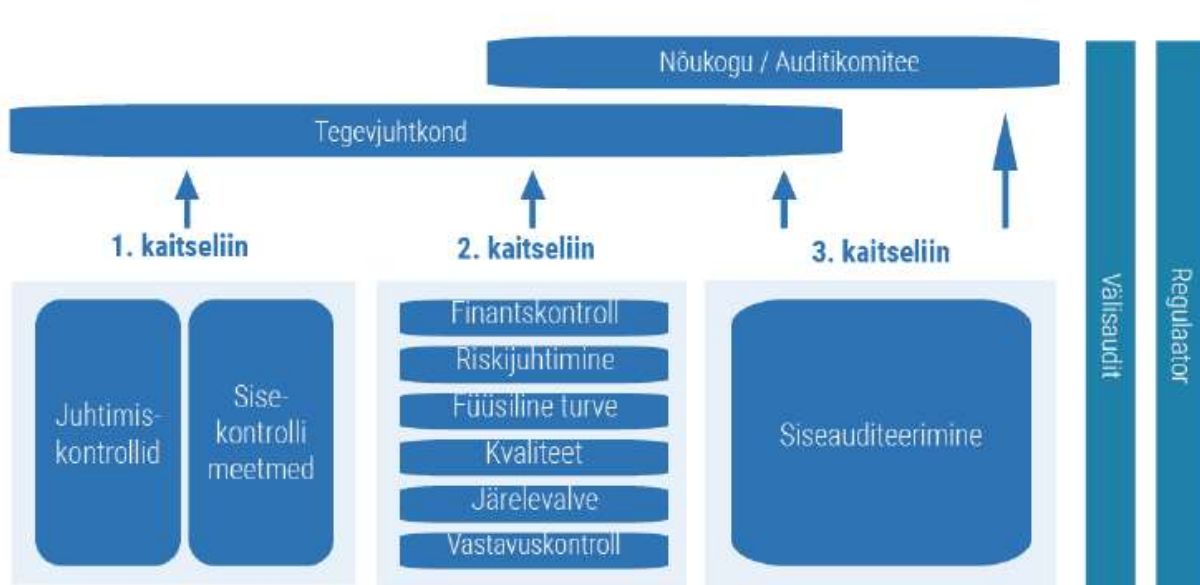 Nõukogu / Auditikomitee
Tegevjuhtkond
1. kaitseliin
2. kaitseliin
3. kaitseliin
Juhtimis-
kontrollid
Sise-
kontrolli
meetmed
Finantskontroll
Riskijuhtimine
Füüsiline turve
Kvaliteet
Järelevalve
Vastavuskontroll
Siseauditeerimine
Välisaudit
Regulaator